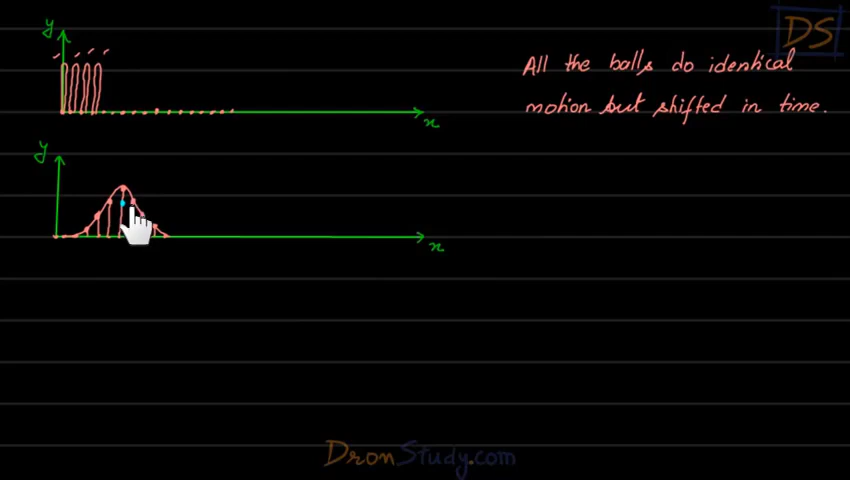 DS
y
All the balls do identical
motion but shifted in time.
x
y
x
DronStudy.com